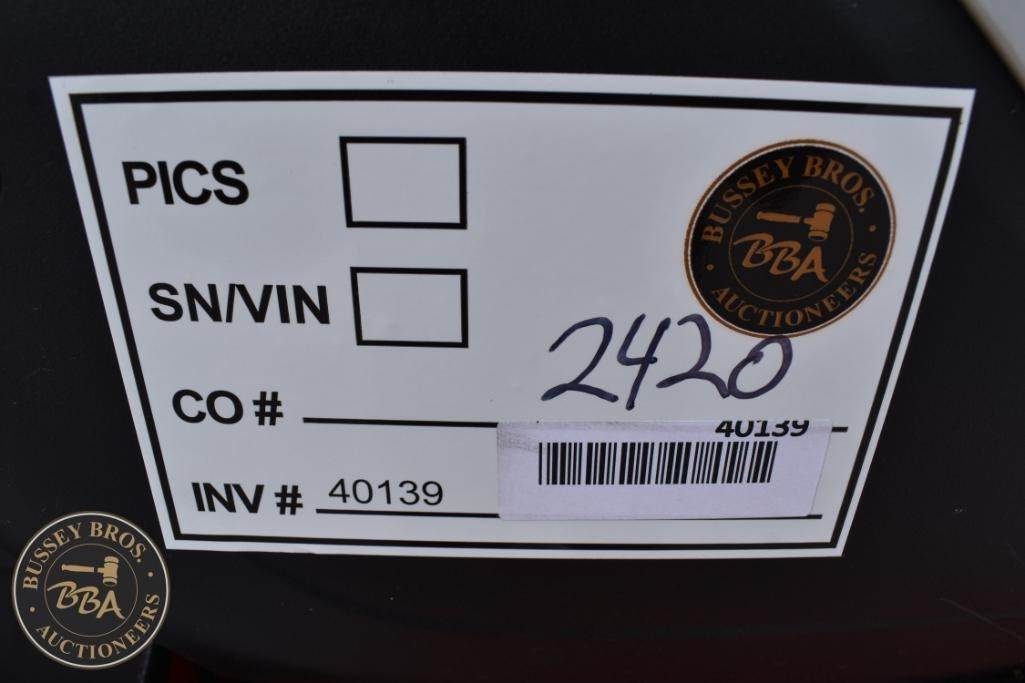 PICS
BUSSEY BROS.
BBA
AUCTIONEERS
SN/VIN
CO # 2420
40139
INV # 40139
BUSSEY BROS.
BBA
AUCTIONEERS